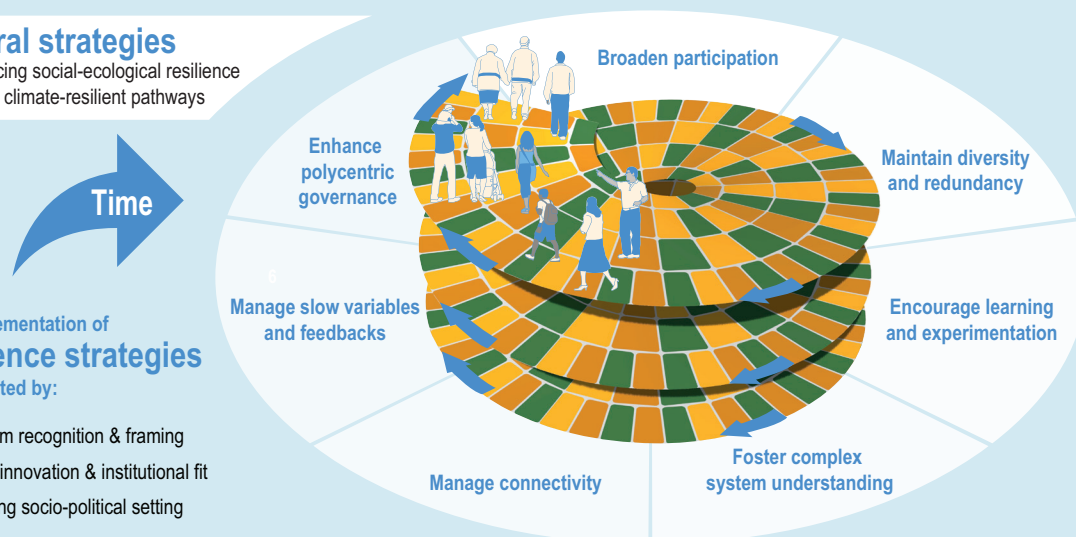 ral strategies
cing social-ecological resilience
climate-resilient pathways
Time
ementation of
ence strategies
ted by:
m recognition & framing
innovation & institutional fit
ng socio-political setting
Broaden participation
Maintain diversity
and redundancy
Encourage learning
and experimentation
Foster complex
system understanding
Manage connectivity
Manage slow variables
and feedbacks
Enhance
polycentric
governance
6